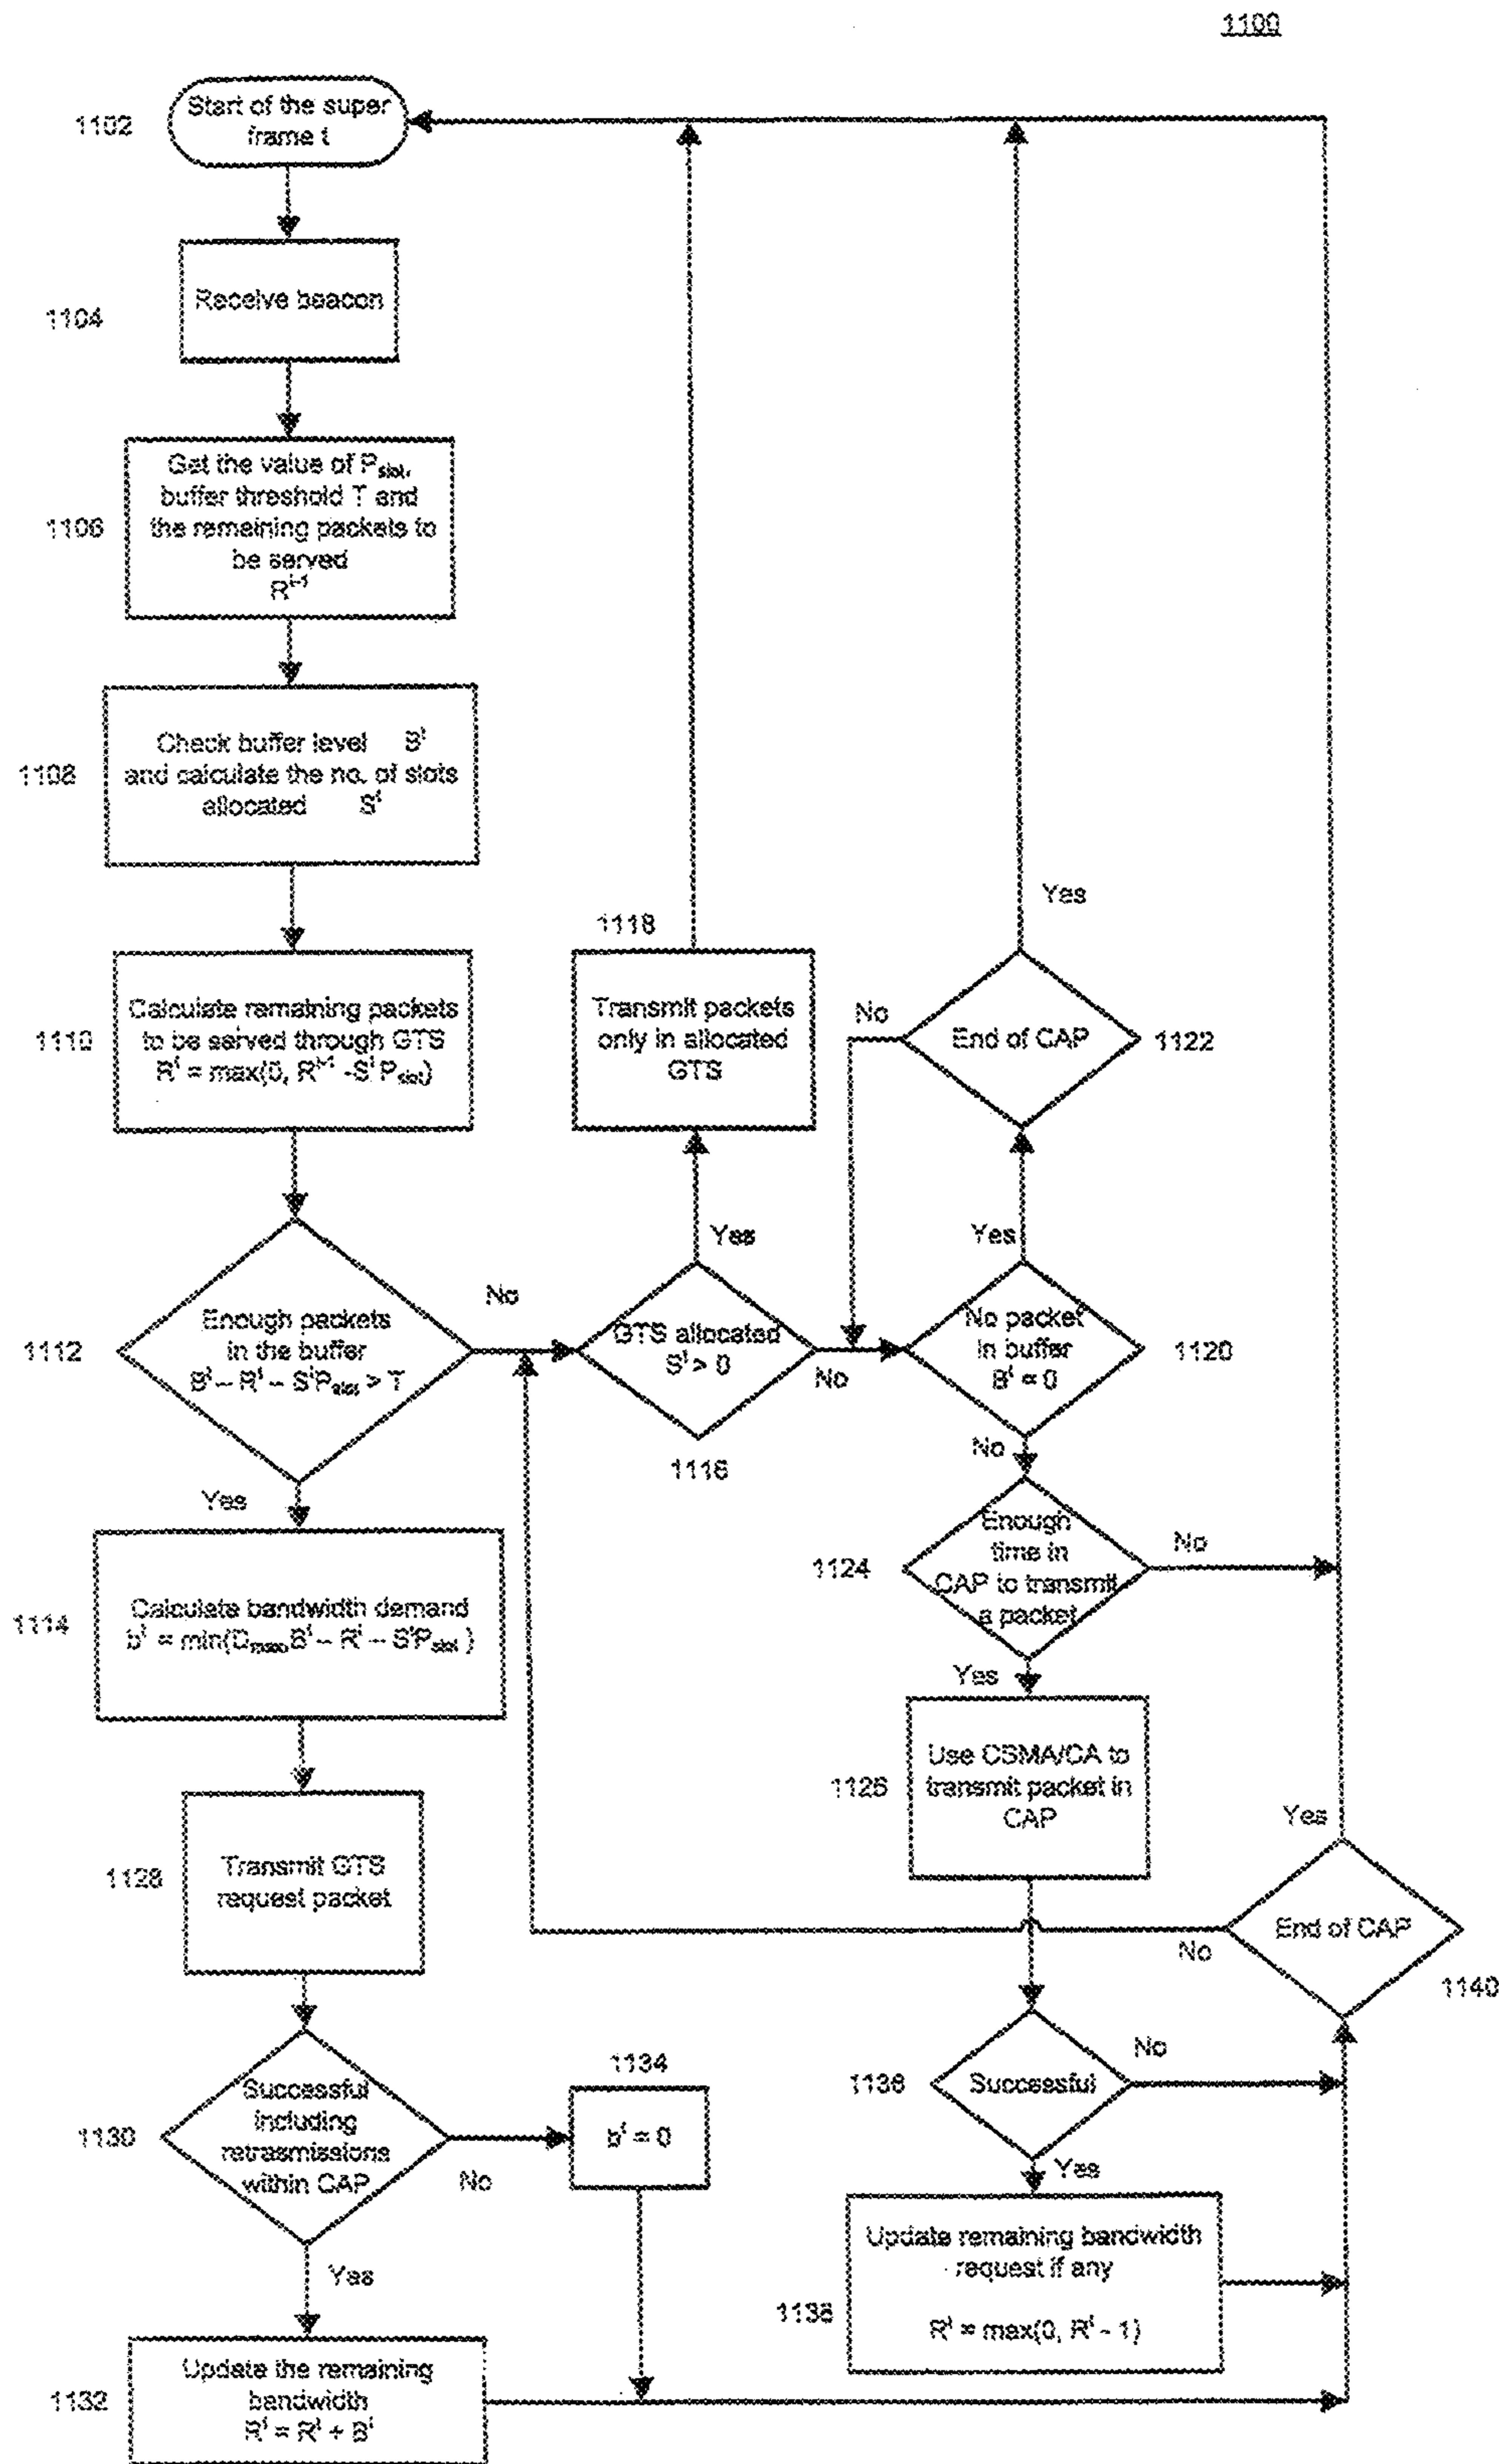 1100
1102
Start of the super
frame t
1104
Receive beacon
1106
Get the value of Pslot,
buffer threshold T and
the remaining packets to
be served
R^t-1
1108
Check buffer level B^t
and calculate the no. of slots
allocated S^t
1110
Calculate remaining packets
to be served through GTS
R^t = max(0, R^t-1 -S^t Pslot)
1112
Enough packets
in the buffer
B^t – R^t – S^tPslot > T
No
Yes
1114
Calculate bandwidth demand
b^t = min(Dmax,B^t – R^t – S^tPslot )
1128
Transmit GTS
request packet
1130
Successful
including
retrasmissions
within CAP
No
Yes
1132
Update the remaining
bandwidth
R^t = R^t + B^t
1134
b^t = 0
1118
Transmit packets
only in allocated
GTS
Yes
GTS allocated
S^t > 0
No
1116
Yes
No
End of CAP
1122
Yes
No packet
in buffer
B^t = 0
1120
No
1124
Enough
time in
CAP to transmit
a packet
No
Yes
1126
Use CSMA/CA to
transmit packet in
CAP
Yes
End of CAP
No
1140
1136
Successful
No
Yes
1138
Update remaining bandwidth
request if any
R^t = max(0, R^t - 1)